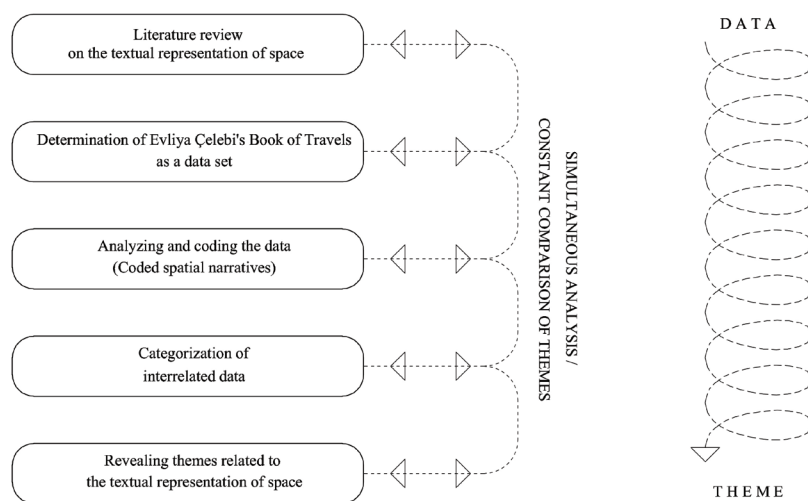 Literature review
on the textual representation of space
Determination of Evliya Çelebi's Book of Travels
as a data set
Analyzing and coding the data
(Coded spatial narratives)
Categorization of
interrelated data
Revealing themes related to
the textual representation of space
SIMULTANEOUS ANALYSIS /
CONSTANT COMPARISON OF THEMES
DATA
THEME